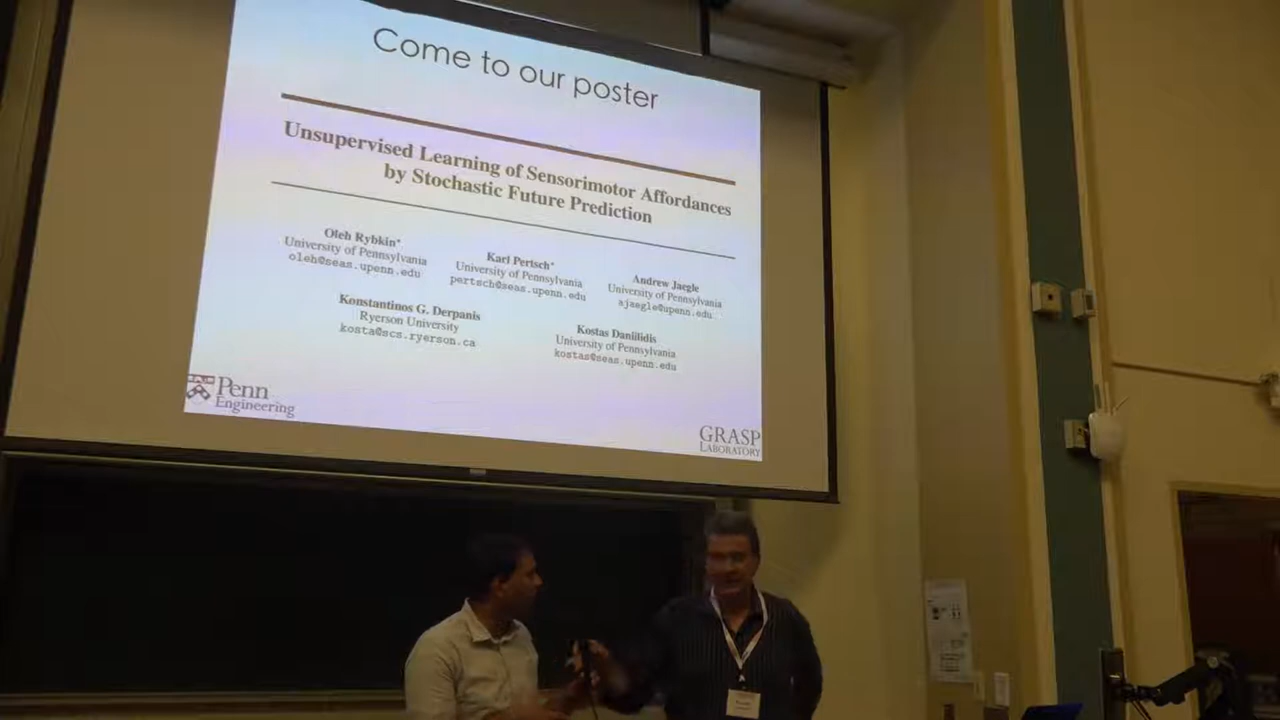 Come to our poster
Unsupervised Learning of Sensorimotor Affordances
by Stochastic Future Prediction
Oleh Rybkin*
University of Pennsylvania
oleh@seas.upenn.edu
Karl Pertsch*
University of Pennsylvania
pertsch@seas.upenn.edu
Andrew Jaegle
University of Pennsylvania
ajaegle@upenn.edu
Konstantinos G. Derpanis
Ryerson University
kosta@scs.ryerson.ca
Kostas Daniilidis
University of Pennsylvania
kostas@seas.upenn.edu
Penn
Engineering
GRASP
LABORATORY